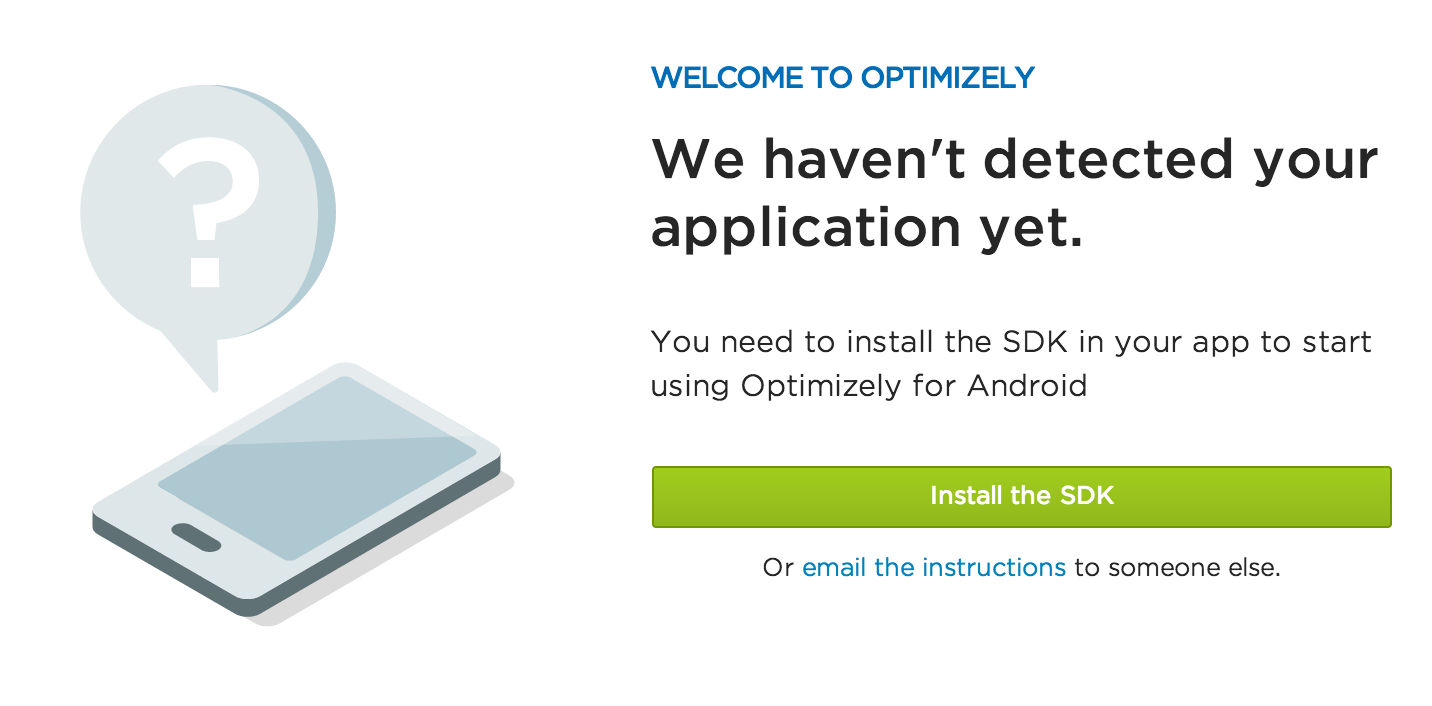 WELCOME TO OPTIMIZELY
We haven't detected your
application yet.
You need to install the SDK in your app to start
using Optimizely for Android
Install the SDK
Or email the instructions to someone else.
?